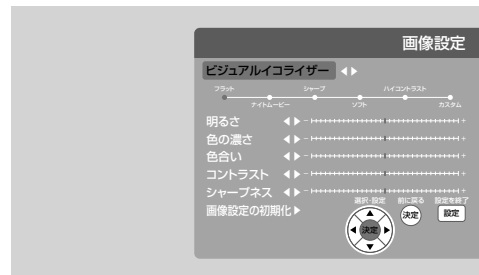 画像設定
ビジュアルイコライザー
フラット シャープ ハイコントラスト
ナイトムービー ソフト カスタム
明るさ － ＋
色の濃さ － ＋
色合い － ＋
コントラスト － ＋
シャープネス － ＋
画像設定の初期化
選択・設定 前に戻る 設定を終了
決定 決定 設定